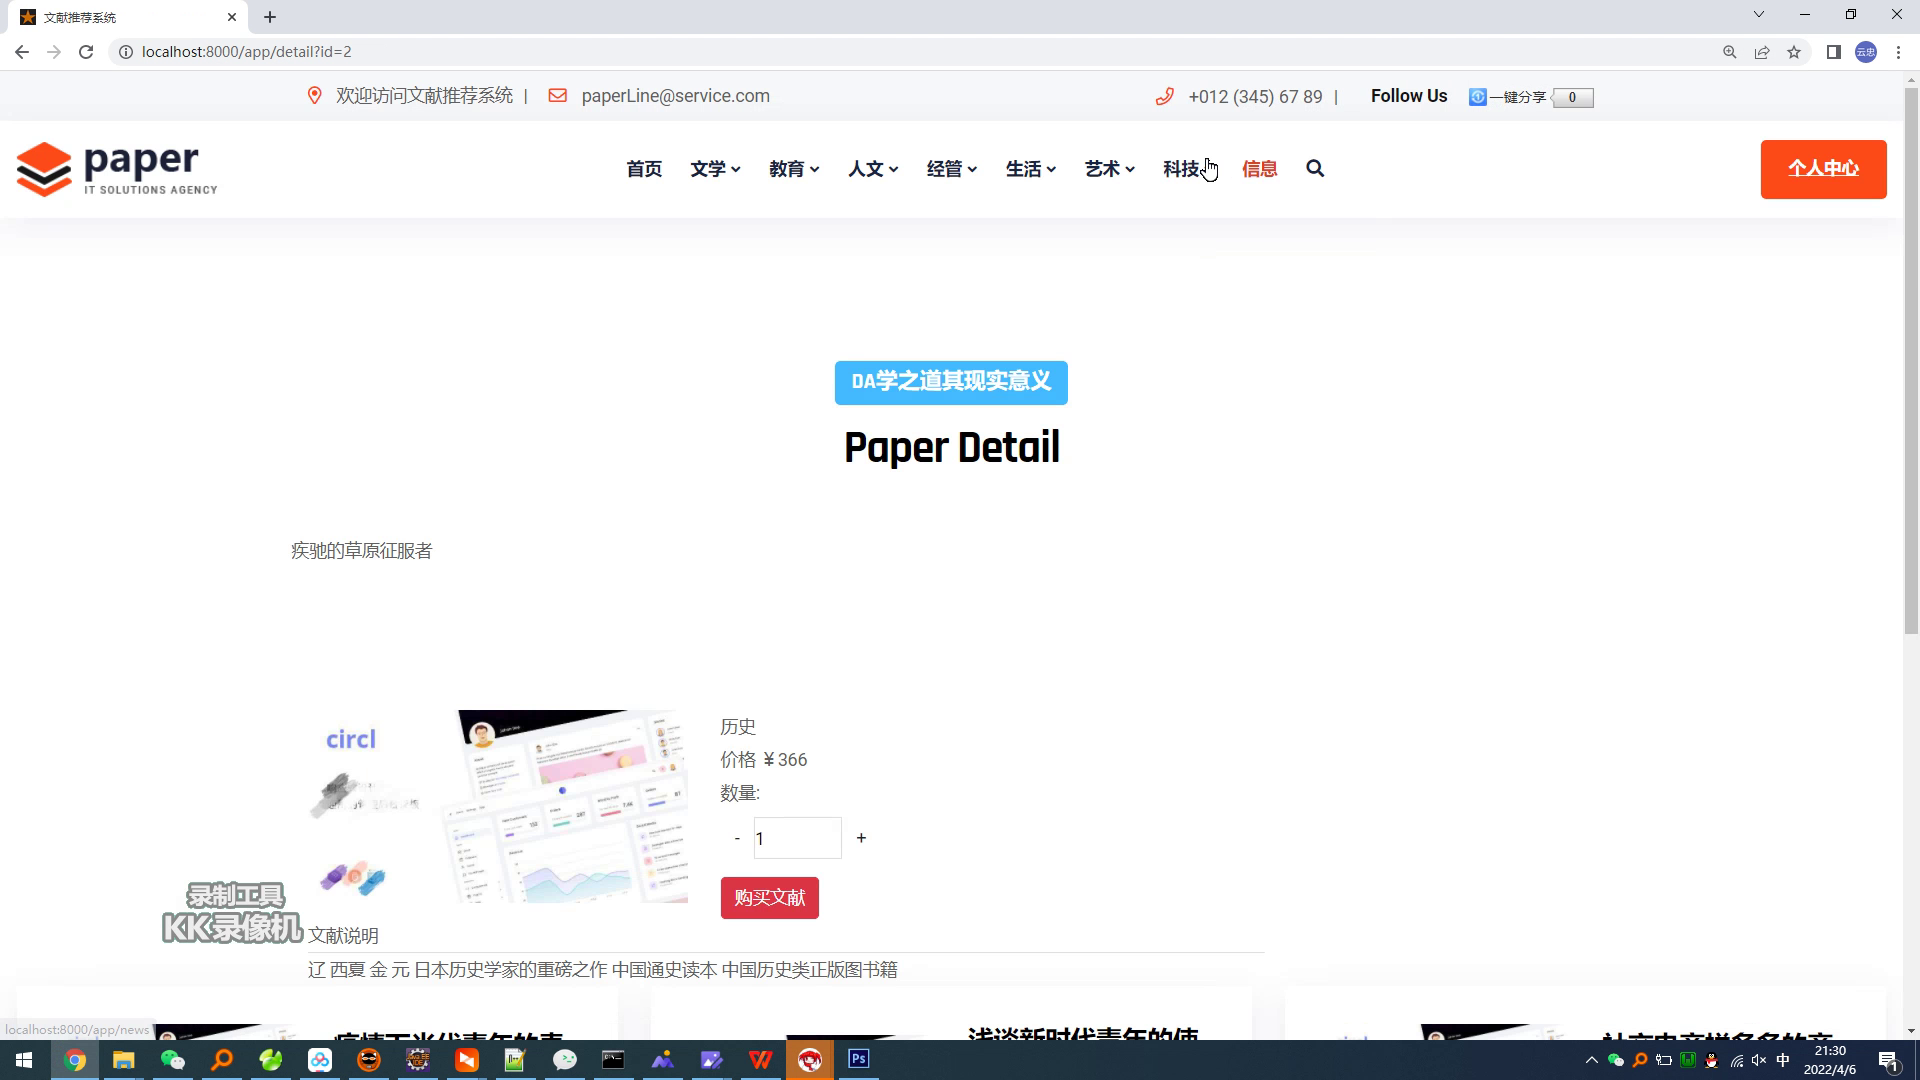 文献推荐系统
localhost:8000/app/detail?id=2
云忠
欢迎访问文献推荐系统 |
paperLine@service.com
+012 (345) 67 89 |
Follow Us
一键分享 0
paper
IT SOLUTIONS AGENCY
首页 文学 教育 人文 经管 生活 艺术 科技 信息
个人中心
DA学之道其现实意义
Paper Detail
疾驰的草原征服者
circl
历史
价格 ¥366
数量:
- 1 +
购买文献
录制工具
KK录像机
文献说明
辽 西夏 金 元 日本历史学家的重磅之作 中国通史读本 中国历史类正版图书籍
localhost:8000/app/news
Ps
中
21:30
2022/4/6
1